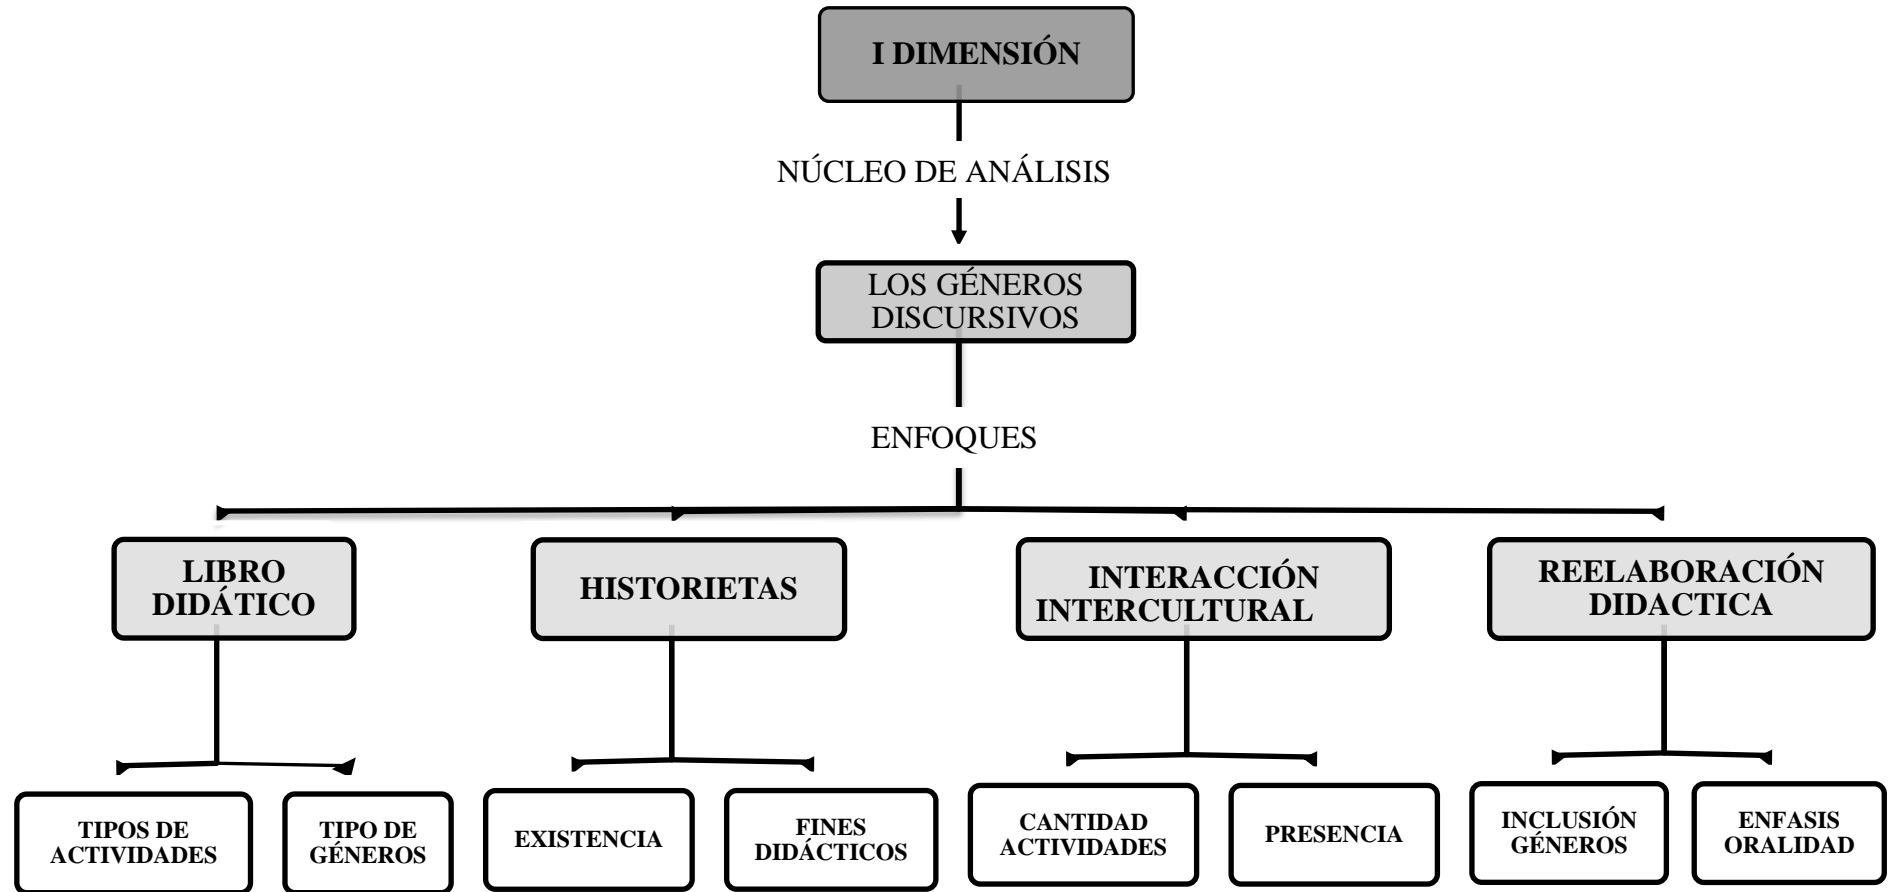 I DIMENSIÓN
NÚCLEO DE ANÁLISIS
LOS GÉNEROS
DISCURSIVOS
ENFOQUES
LIBRO
DIDÁTICO
HISTORIETAS
INTERACCIÓN
INTERCULTURAL
REELABORACIÓN
DIDACTICA
TIPOS DE
ACTIVIDADES
TIPO DE
GÉNEROS
EXISTENCIA
FINES
DIDÁCTICOS
CANTIDAD
ACTIVIDADES
PRESENCIA
INCLUSIÓN
GÉNEROS
ENFASIS
ORALIDAD